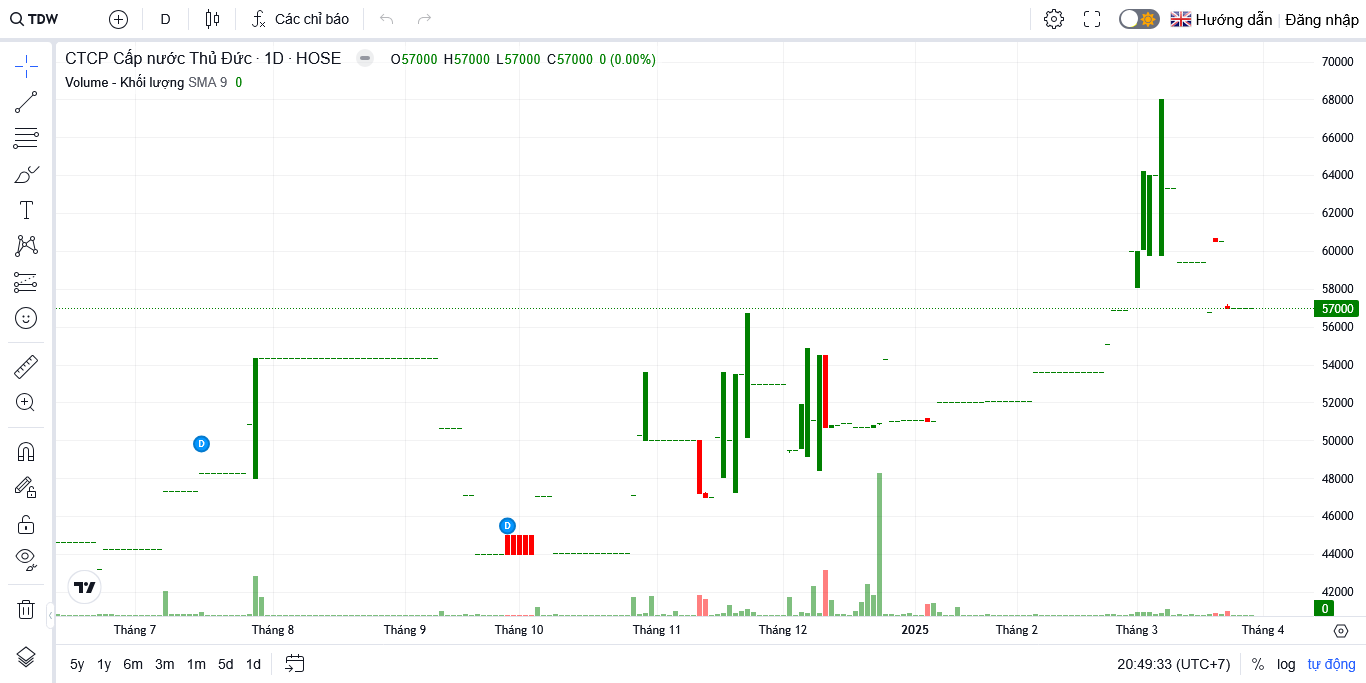 TDW D Các chỉ báo Hướng dẫn Đăng nhập
CTCP Cấp nước Thủ Đức · 1D · HOSE O57000 H57000 L57000 C57000 0 (0.00%)
Volume - Khối lượng SMA 9 0
70000
68000
66000
64000
62000
60000
58000
57000
56000
54000
52000
50000
48000
46000
44000
42000
0
D
D
Tháng 7 Tháng 8 Tháng 9 Tháng 10 Tháng 11 Tháng 12 2025 Tháng 2 Tháng 3 Tháng 4
5y 1y 6m 3m 1m 5d 1d 20:49:33 (UTC+7) % log tự động